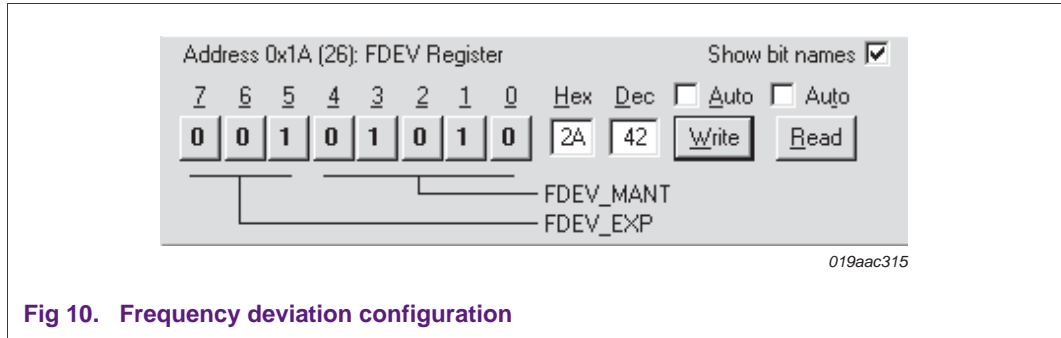 Address 0x1A (26): FDEV Register Show bit names
7 6 5 4 3 2 1 0 Hex Dec Auto Auto
0 0 1 0 1 0 1 0 2A 42 Write Read
FDEV_MANT
FDEV_EXP
019aac315
Fig 10. Frequency deviation configuration